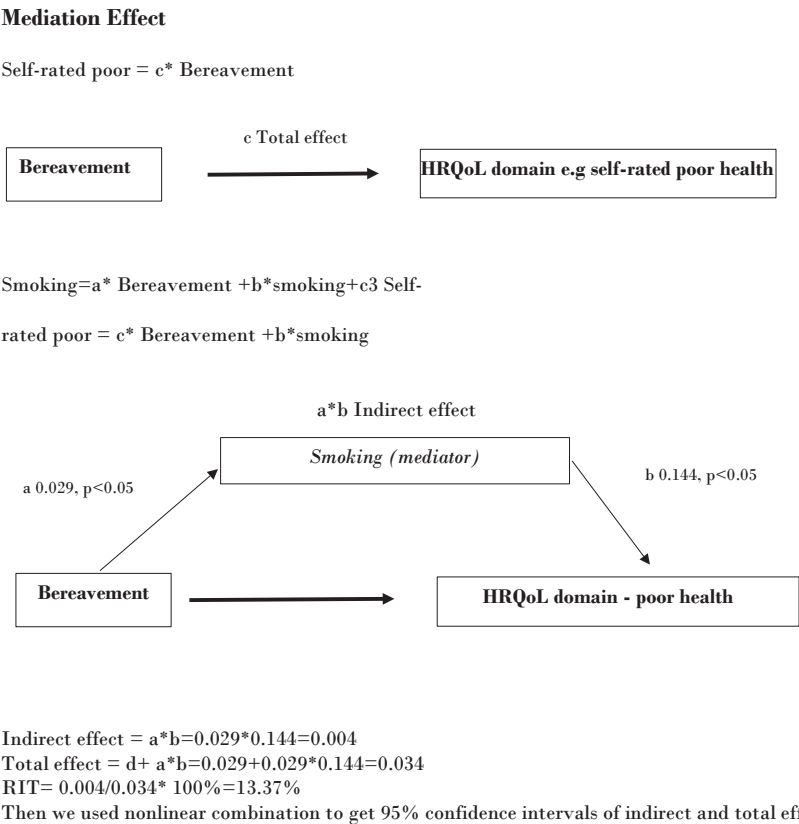 Mediation Effect
Self-rated poor = c* Bereavement
c Total effect
Bereavement
HRQoL domain e.g self-rated poor health
Smoking=a* Bereavement +b*smoking+c3 Self-
rated poor = c* Bereavement +b*smoking
a*b Indirect effect
Smoking (mediator)
a 0.029, p<0.05
b 0.144, p<0.05
Bereavement
HRQoL domain - poor health
Indirect effect = a*b=0.029*0.144=0.004
Total effect = d+ a*b=0.029+0.029*0.144=0.034
RIT= 0.004/0.034* 100%=13.37%
Then we used nonlinear combination to get 95% confidence intervals of indirect and total